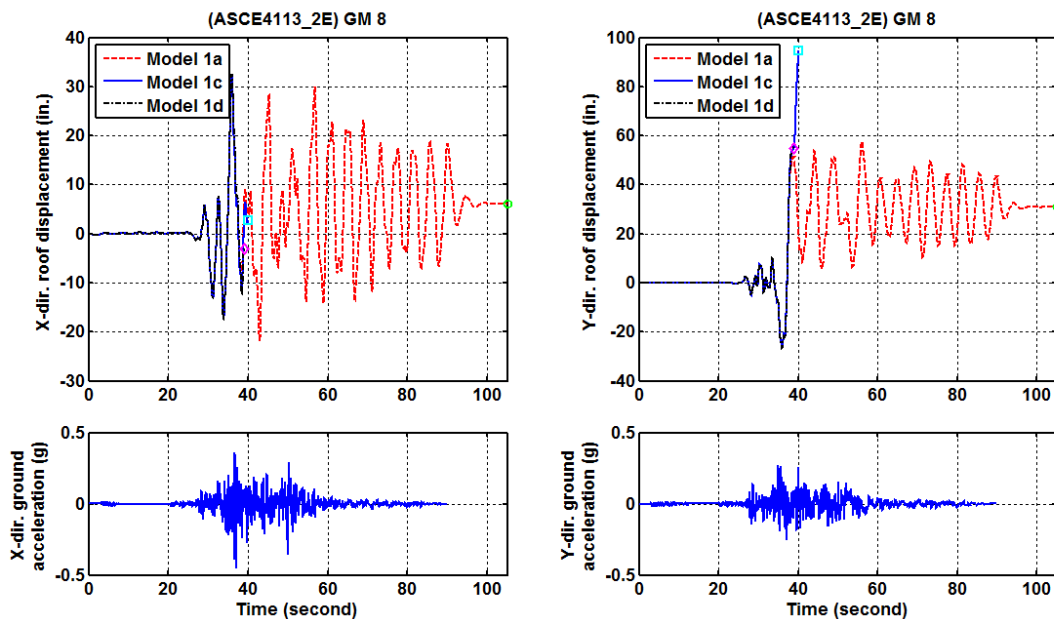 (ASCE4113_2E) GM 8
40
30
20
10
0
-10
-20
-30
0 20 40 60 80 100
X-dir. roof displacement (in.)
Model 1a
Model 1c
Model 1d
0.5
0
-0.5
0 20 40 60 80 100
X-dir. ground
acceleration (g)
Time (second)
(ASCE4113_2E) GM 8
100
80
60
40
20
0
-20
-40
0 20 40 60 80 100
Y-dir. roof displacement (in.)
Model 1a
Model 1c
Model 1d
0.5
0
-0.5
0 20 40 60 80 100
Y-dir. ground
acceleration (g)
Time (second)